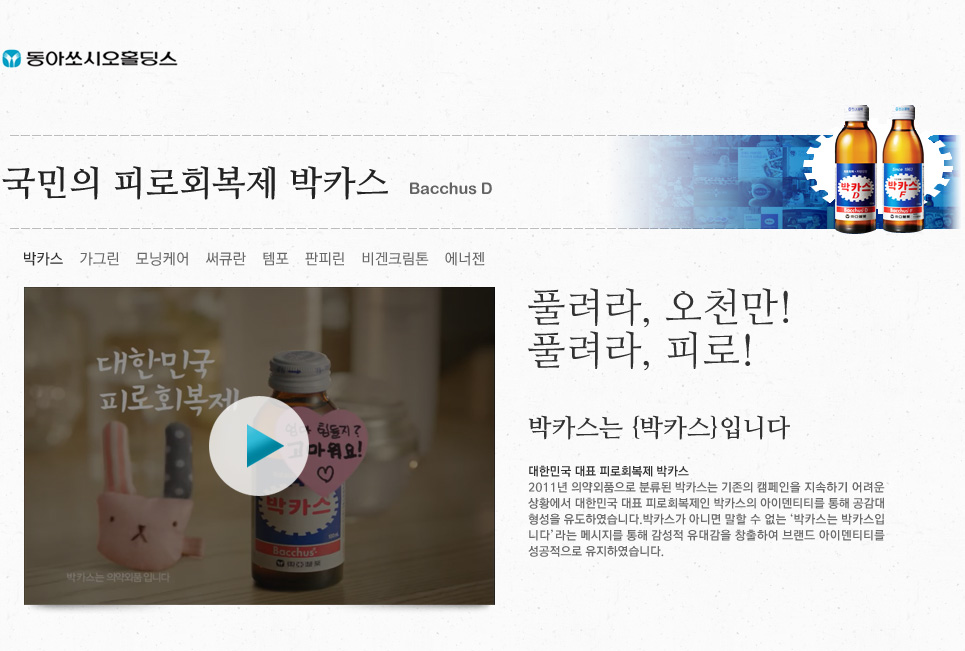 동아쏘시오홀딩스
국민의 피로회복제 박카스 Bacchus D
박카스
D
Bacchus D
박카스
F
Bacchus F
박카스 가그린 모닝케어 써큐란 템포 판피린 비겐크림톤 에너젠
대한민국
피로회복제
엄마 힘들지?
고마워요!
박카스
Bacchus
박카스는 의약외품 입니다
풀려라, 오천만!
풀려라, 피로!
박카스는 {박카스}입니다
대한민국 대표 피로회복제 박카스
2011년 의약외품으로 분류된 박카스는 기존의 캠페인을 지속하기 어려운
상황에서 대한민국 대표 피로회복제인 박카스의 아이덴티티를 통해 공감대
형성을 유도하였습니다.박카스가 아니면 말할 수 없는 ‘박카스는 박카스입
니다’ 라는 메시지를 통해 감성적 유대감을 창출하여 브랜드 아이덴티티를
성공적으로 유지하였습니다.